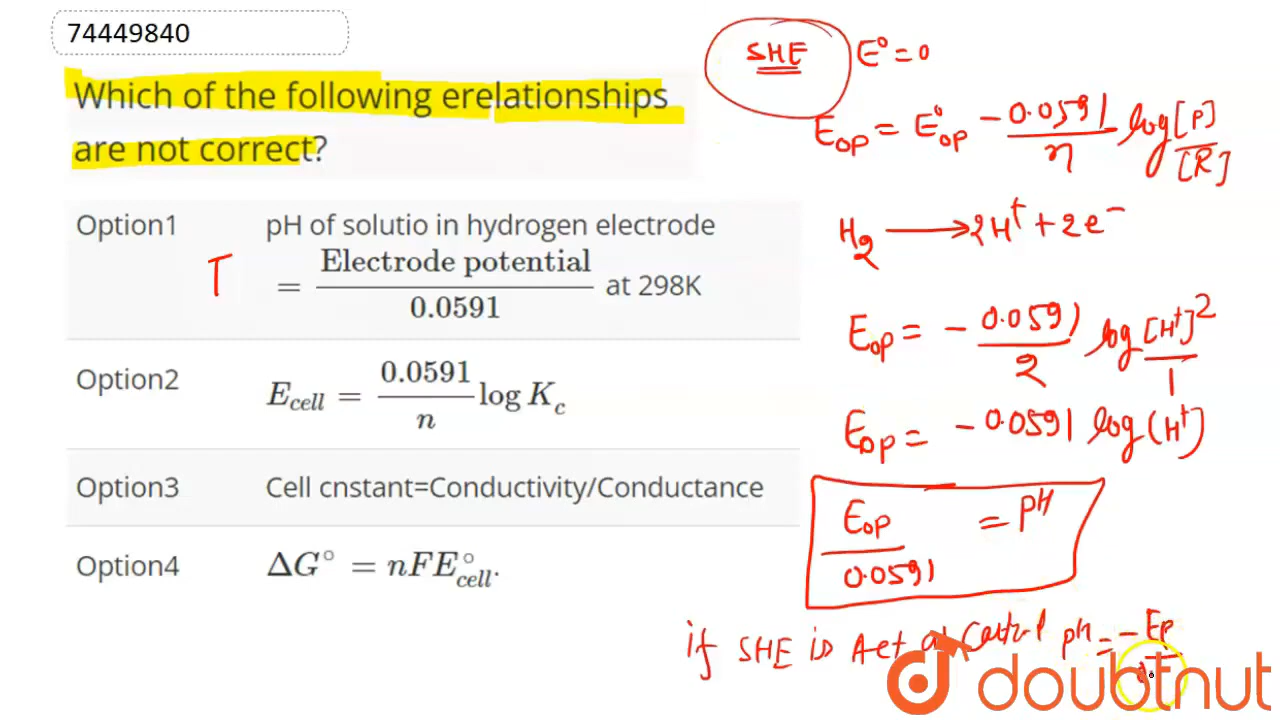 74449840
Which of the following erelationships
are not correct?
Option1 pH of solutio in hydrogen electrode
= Electrode potential / 0.0591 at 298K
T
Option2 E_cell = 0.0591/n log K_c
Option3 Cell cnstant=Conductivity/Conductance
Option4 ΔG° = nFE°_cell.
SHE E° = 0
E_op = E°_op - 0.0591/n log [P]/[R]
H₂ ⟶ 2H⁺ + 2e⁻
E_op = - 0.0591/2 log [H⁺]²/1
E_op = - 0.0591 log (H⁺)
E_op/0.0591 = PH
if SHE is Act PH = - Ep
doubtnut